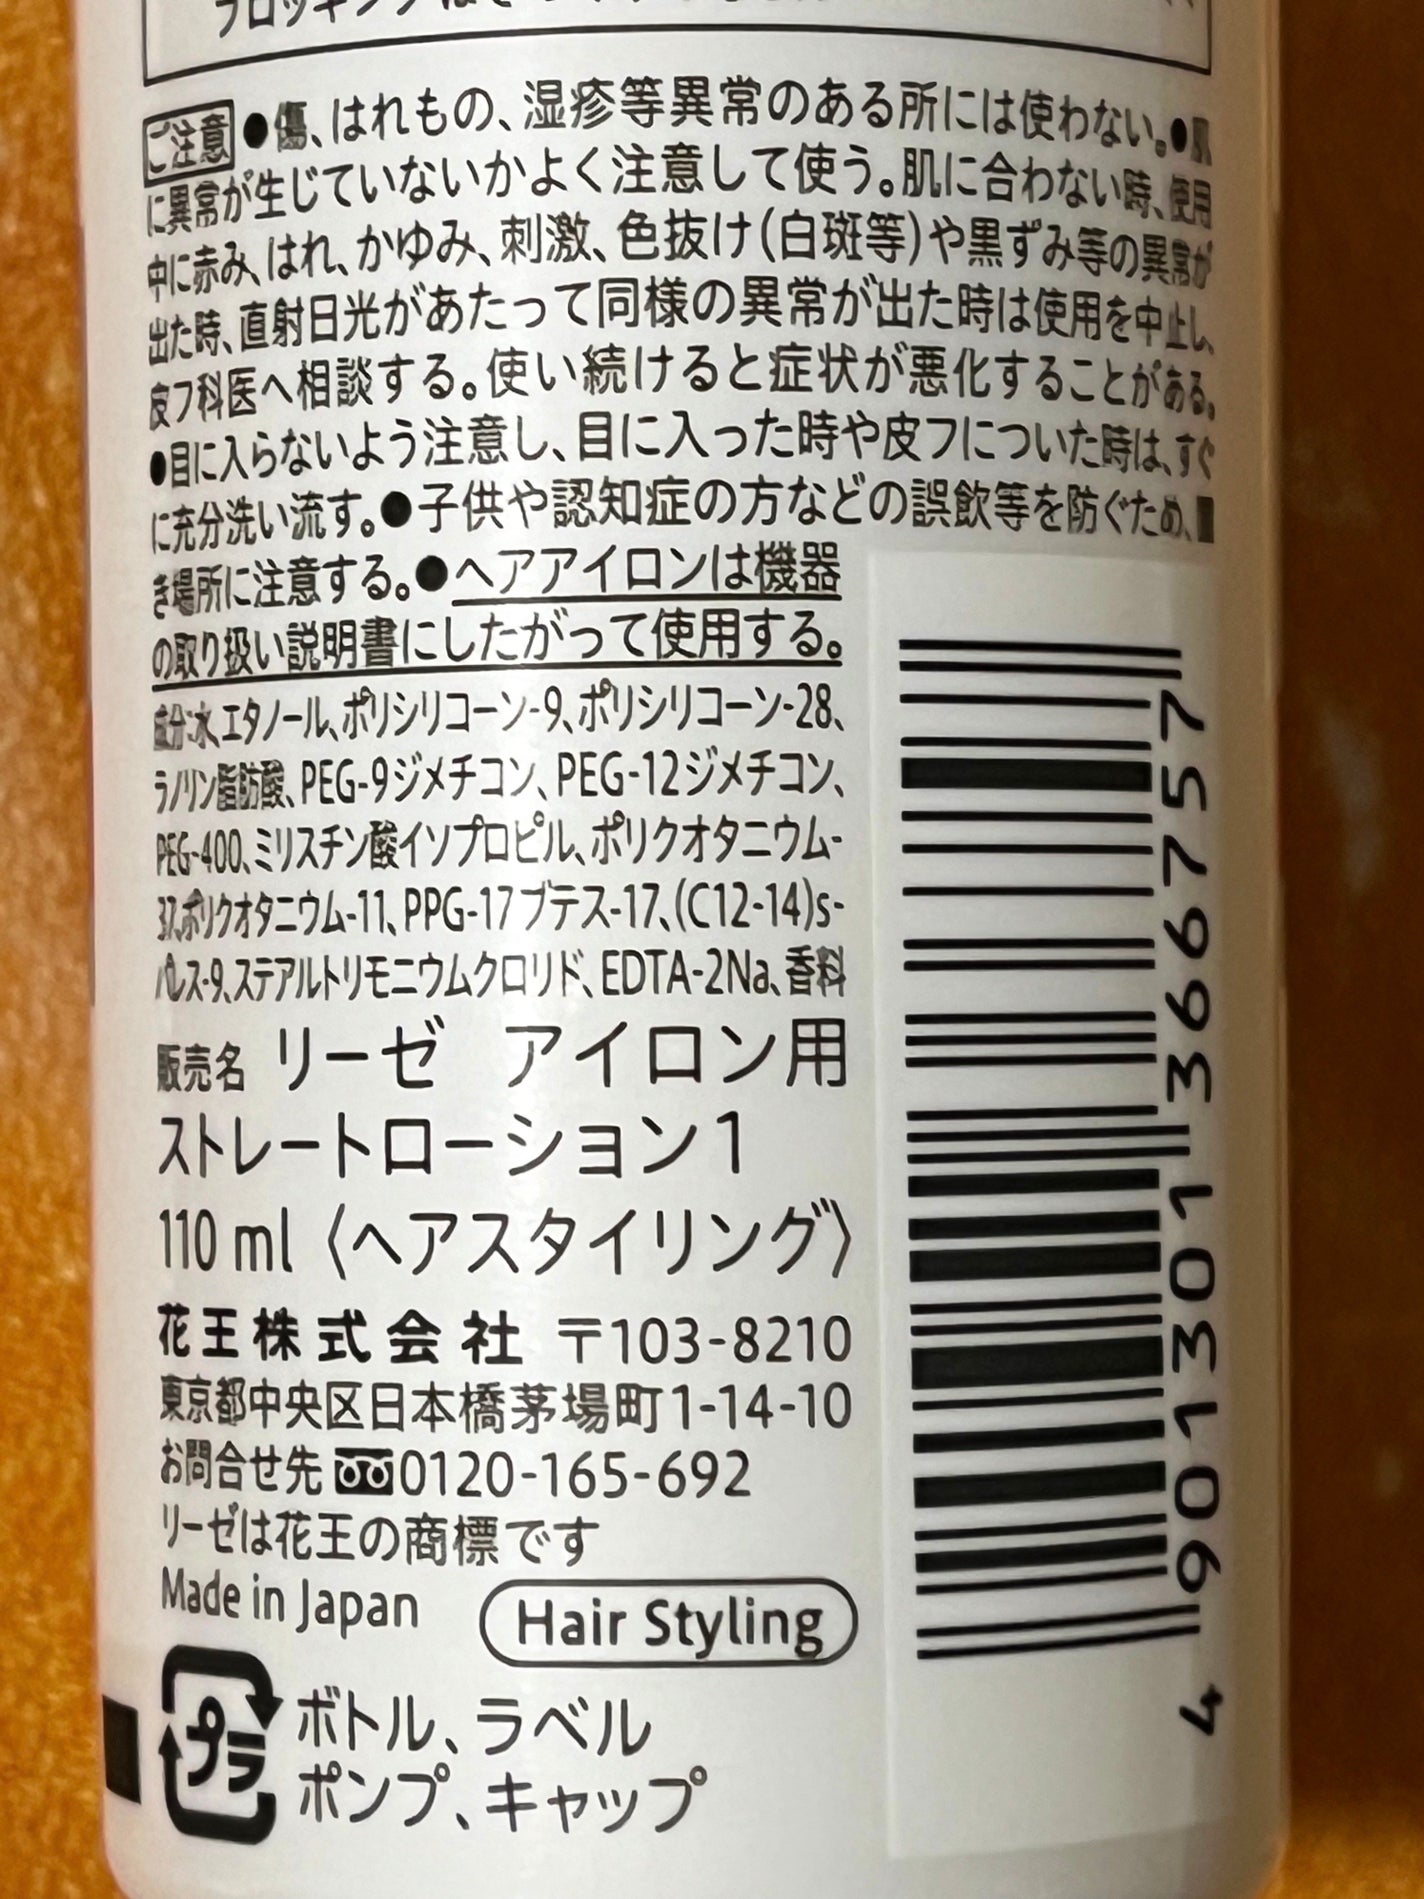 ご注意 ●傷、はれもの、湿疹等異常のある所には使わない。●肌
に異常が生じていないかよく注意して使う。肌に合わない時、使用
中に赤み、はれ、かゆみ、刺激、色抜け(白斑等)や黒ずみ等の異常が
出た時、直射日光があたって同様の異常が出た時は使用を中止し、
皮フ科医へ相談する。使い続けると症状が悪化することがある。
●目に入らないよう注意し、目に入った時や皮フについた時は、すぐ
に充分洗い流す。●子供や認知症の方などの誤飲等を防ぐため、
き場所に注意する。●ヘアアイロンは機器
の取り扱い説明書にしたがって使用する。
成分:水、エタノール、ポリシリコーン-9、ポリシリコーン-28、
ラノリン脂肪酸、PEG-9ジメチコン、PEG-12ジメチコン、
PEG-400、ミリスチン酸イソプロピル、ポリクオタニウム-
37、ポリクオタニウム-11、PPG-17ブテス-17、(C12-14)s-
パレス-9、ステアルトリモニウムクロリド、EDTA-2Na、香料
販売名 リーゼ アイロン用
ストレートローション1
110 ml 〈ヘアスタイリング〉
花王株式会社 〒103-8210
東京都中央区日本橋茅場町1-14-10
お問合せ先 0120-165-692
リーゼは花王の商標です
Made in Japan
Hair Styling
プラ
ボトル、ラベル
ポンプ、キャップ
4 901301 366757